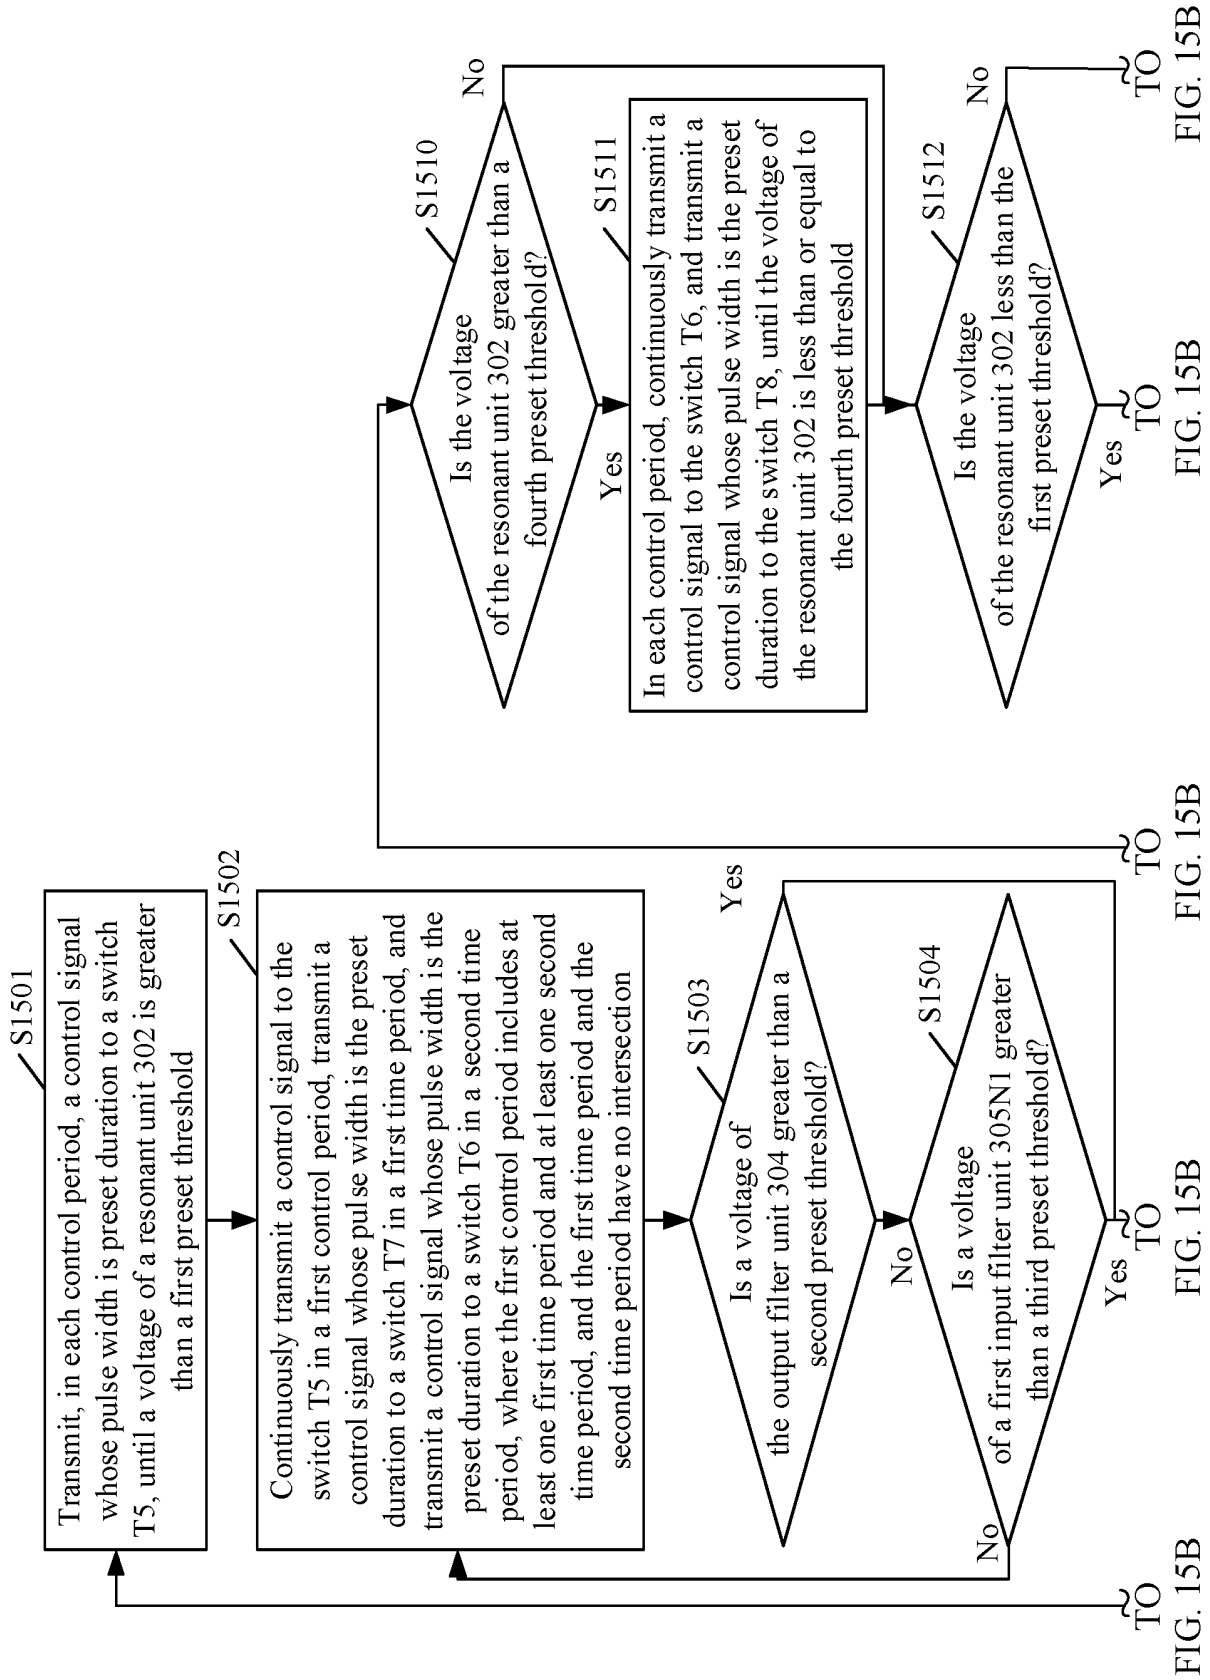 S1501
Transmit, in each control period, a control signal
whose pulse width is preset duration to a switch
T5, until a voltage of a resonant unit 302 is greater
than a first preset threshold
S1502
Continuously transmit a control signal to the
switch T5 in a first control period, transmit a
control signal whose pulse width is the preset
duration to a switch T7 in a first time period, and
transmit a control signal whose pulse width is the
preset duration to a switch T6 in a second time
period, where the first control period includes at
least one first time period and at least one second
time period, and the first time period and the
second time period have no intersection
S1503
Is a voltage of
the output filter unit 304 greater than a
second preset threshold?
Yes
No
S1504
Is a voltage
of a first input filter unit 305N1 greater
than a third preset threshold?
No
Yes
TO
FIG. 15B
TO
FIG. 15B
TO
FIG. 15B
S1510
Is the voltage
of the resonant unit 302 greater than a
fourth preset threshold?
No
Yes
S1511
In each control period, continuously transmit a
control signal to the switch T6, and transmit a
control signal whose pulse width is the preset
duration to the switch T8, until the voltage of
the resonant unit 302 is less than or equal to
the fourth preset threshold
S1512
Is the voltage
of the resonant unit 302 less than the
first preset threshold?
No
Yes
TO
FIG. 15B
TO
FIG. 15B